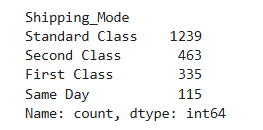 Shipping_Mode
Standard Class    1239
Second Class       463
First Class        335
Same Day           115
Name: count, dtype: int64